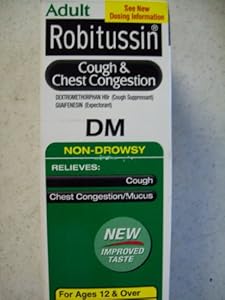 Adult
See New
Dosing Information
Robitussin®
Cough &
Chest Congestion
DEXTROMETHORPHAN HBr (Cough Suppressant)
GUAIFENESIN (Expectorant)
DM
NON-DROWSY
RELIEVES:
Cough
Chest Congestion/Mucus
NEW
IMPROVED
TASTE
For Ages 12 & Over